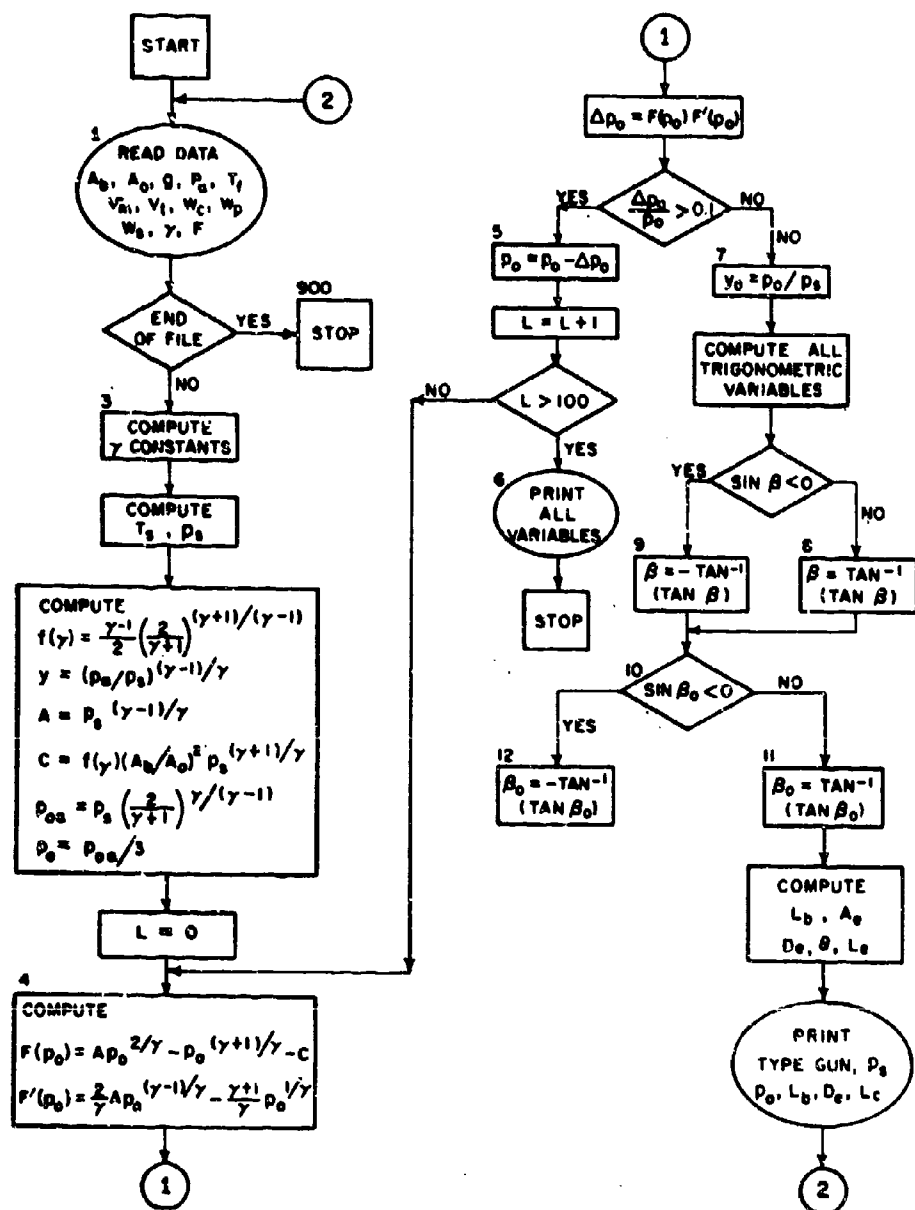 START
2
1
READ DATA
A_b, A_o, g, P_a, T_f
V_i, W_c, W_p
W_s, γ, F
END
OF FILE
YES
900
STOP
NO
3
COMPUTE
γ CONSTANTS
COMPUTE
T_s, p_s
COMPUTE
f(γ) = γ-1/2 (2/γ+1)^(γ+1)/(γ-1)
y = (p_a/p_s)^(γ-1)/γ
A = p_s^(γ-1)/γ
C = f(γ)(A_b/A_o)^2 p_s^(γ+1)/γ
p_oa = p_s (2/γ+1)^γ/(γ-1)
p_o = p_oa/3
L = 0
4
COMPUTE
F(p_o) = Ap_o^2/γ - p_o^(γ+1)/γ - C
F'(p_o) = 2/γ Ap_o^(γ-1)/γ - γ+1/γ p_o^1/γ
1
1
Δp_o = F(p_o) F'(p_o)
Δp_o/p_o > 0.1
YES
NO
NO
5
p_o = p_o - Δp_o
L = L+1
L > 100
NO
YES
6
PRINT
ALL
VARIABLES
STOP
7
y_o = p_o/p_s
COMPUTE ALL
TRIGONOMETRIC
VARIABLES
SIN β<0
YES
NO
9
β = -TAN^-1
(TAN β)
8
β = TAN^-1
(TAN β)
10
SIN β_o <0
YES
NO
12
β_o = -TAN^-1
(TAN β_o)
11
β_o = TAN^-1
(TAN β_o)
COMPUTE
L_b, A_e
D_e, θ, L_e
PRINT
TYPE GUN, p_s
p_o, L_b, D_e, L_c
2